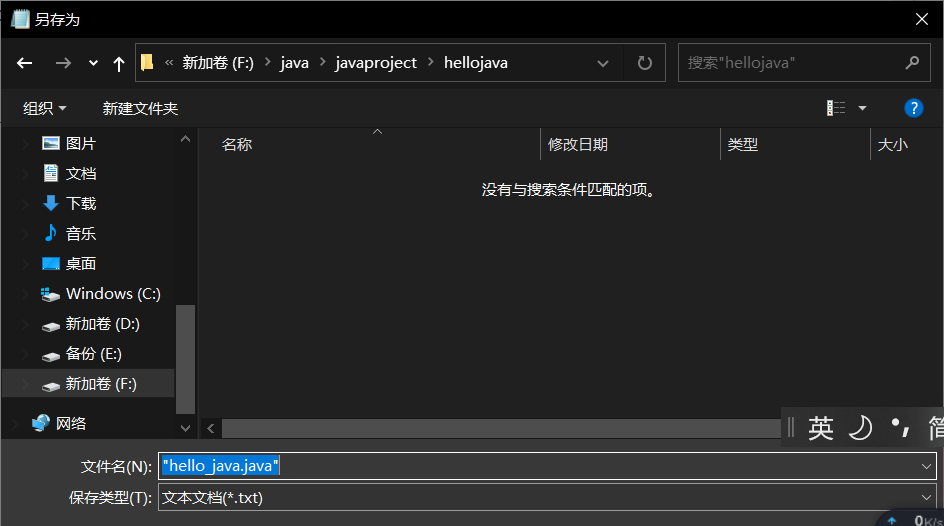 另存为
« 新加卷 (F:) › java › javaproject › hellojava
搜索"hellojava"
组织
新建文件夹
?
图片
文档
下载
音乐
桌面
Windows (C:)
新加卷 (D:)
备份 (E:)
新加卷 (F:)
网络
名称 修改日期 类型 大小
没有与搜索条件匹配的项。
英 简
文件名(N): "hello_java.java"
保存类型(T): 文本文档(*.txt)
0K/s